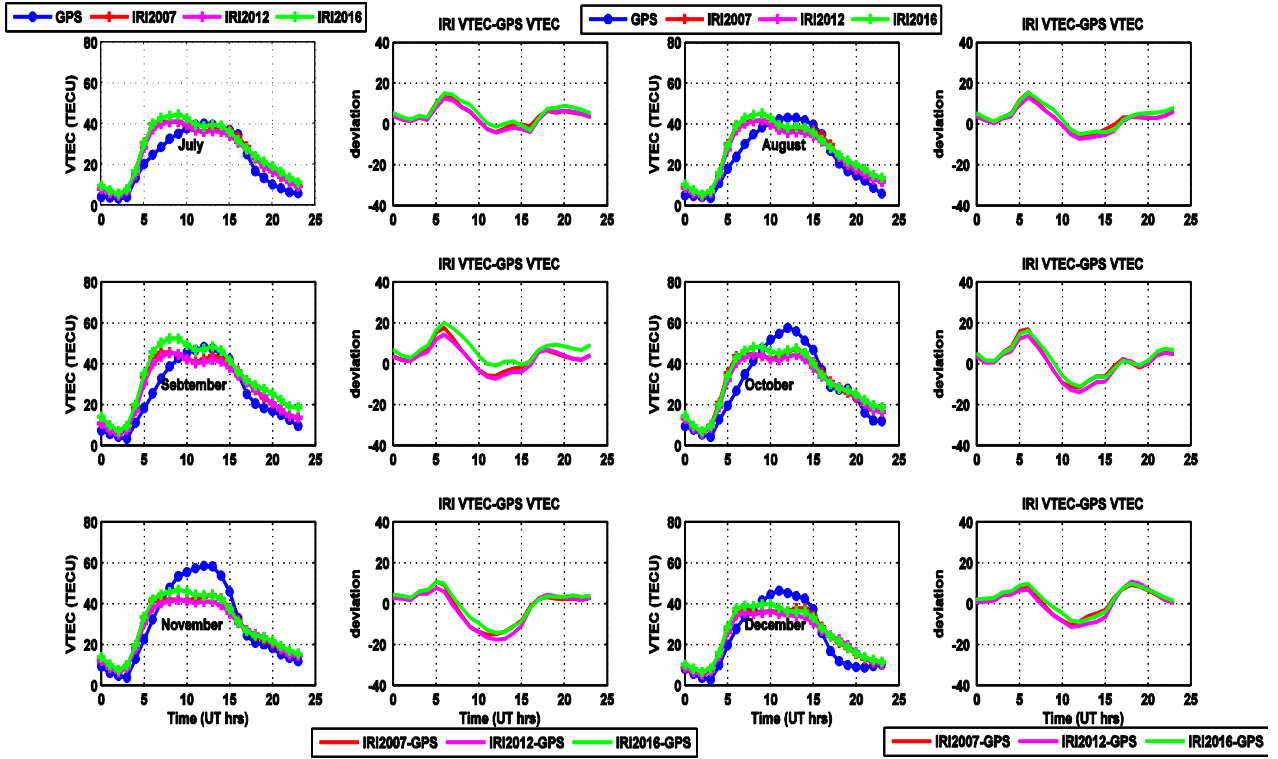 GPS IRI2007 IRI2012 IRI2016
GPS IRI2007 IRI2012 IRI2016
IRI VTEC-GPS VTEC
IRI VTEC-GPS VTEC
VTEC (TECU)
80
60
40
20
0
0 5 10 15 20 25
July
deviation
40
20
0
-20
-40
0 5 10 15 20 25
VTEC (TECU)
80
60
40
20
0
0 5 10 15 20 25
August
deviation
40
20
0
-20
-40
0 5 10 15 20 25
IRI VTEC-GPS VTEC
IRI VTEC-GPS VTEC
VTEC (TECU)
80
60
40
20
0
0 5 10 15 20 25
Sebtember
deviation
40
20
0
-20
-40
0 5 10 15 20 25
VTEC (TECU)
80
60
40
20
0
0 5 10 15 20 25
October
deviation
40
20
0
-20
-40
0 5 10 15 20 25
IRI VTEC-GPS VTEC
IRI VTEC-GPS VTEC
VTEC (TECU)
80
60
40
20
0
0 5 10 15 20 25
November
Time (UT hrs)
deviation
40
20
0
-20
-40
0 5 10 15 20 25
Time (UT hrs)
VTEC (TECU)
80
60
40
20
0
0 5 10 15 20 25
December
Time (UT hrs)
deviation
40
20
0
-20
-40
0 5 10 15 20 25
Time (UT hrs)
IRI2007-GPS IRI2012-GPS IRI2016-GPS
IRI2007-GPS IRI2012-GPS IRI2016-GPS